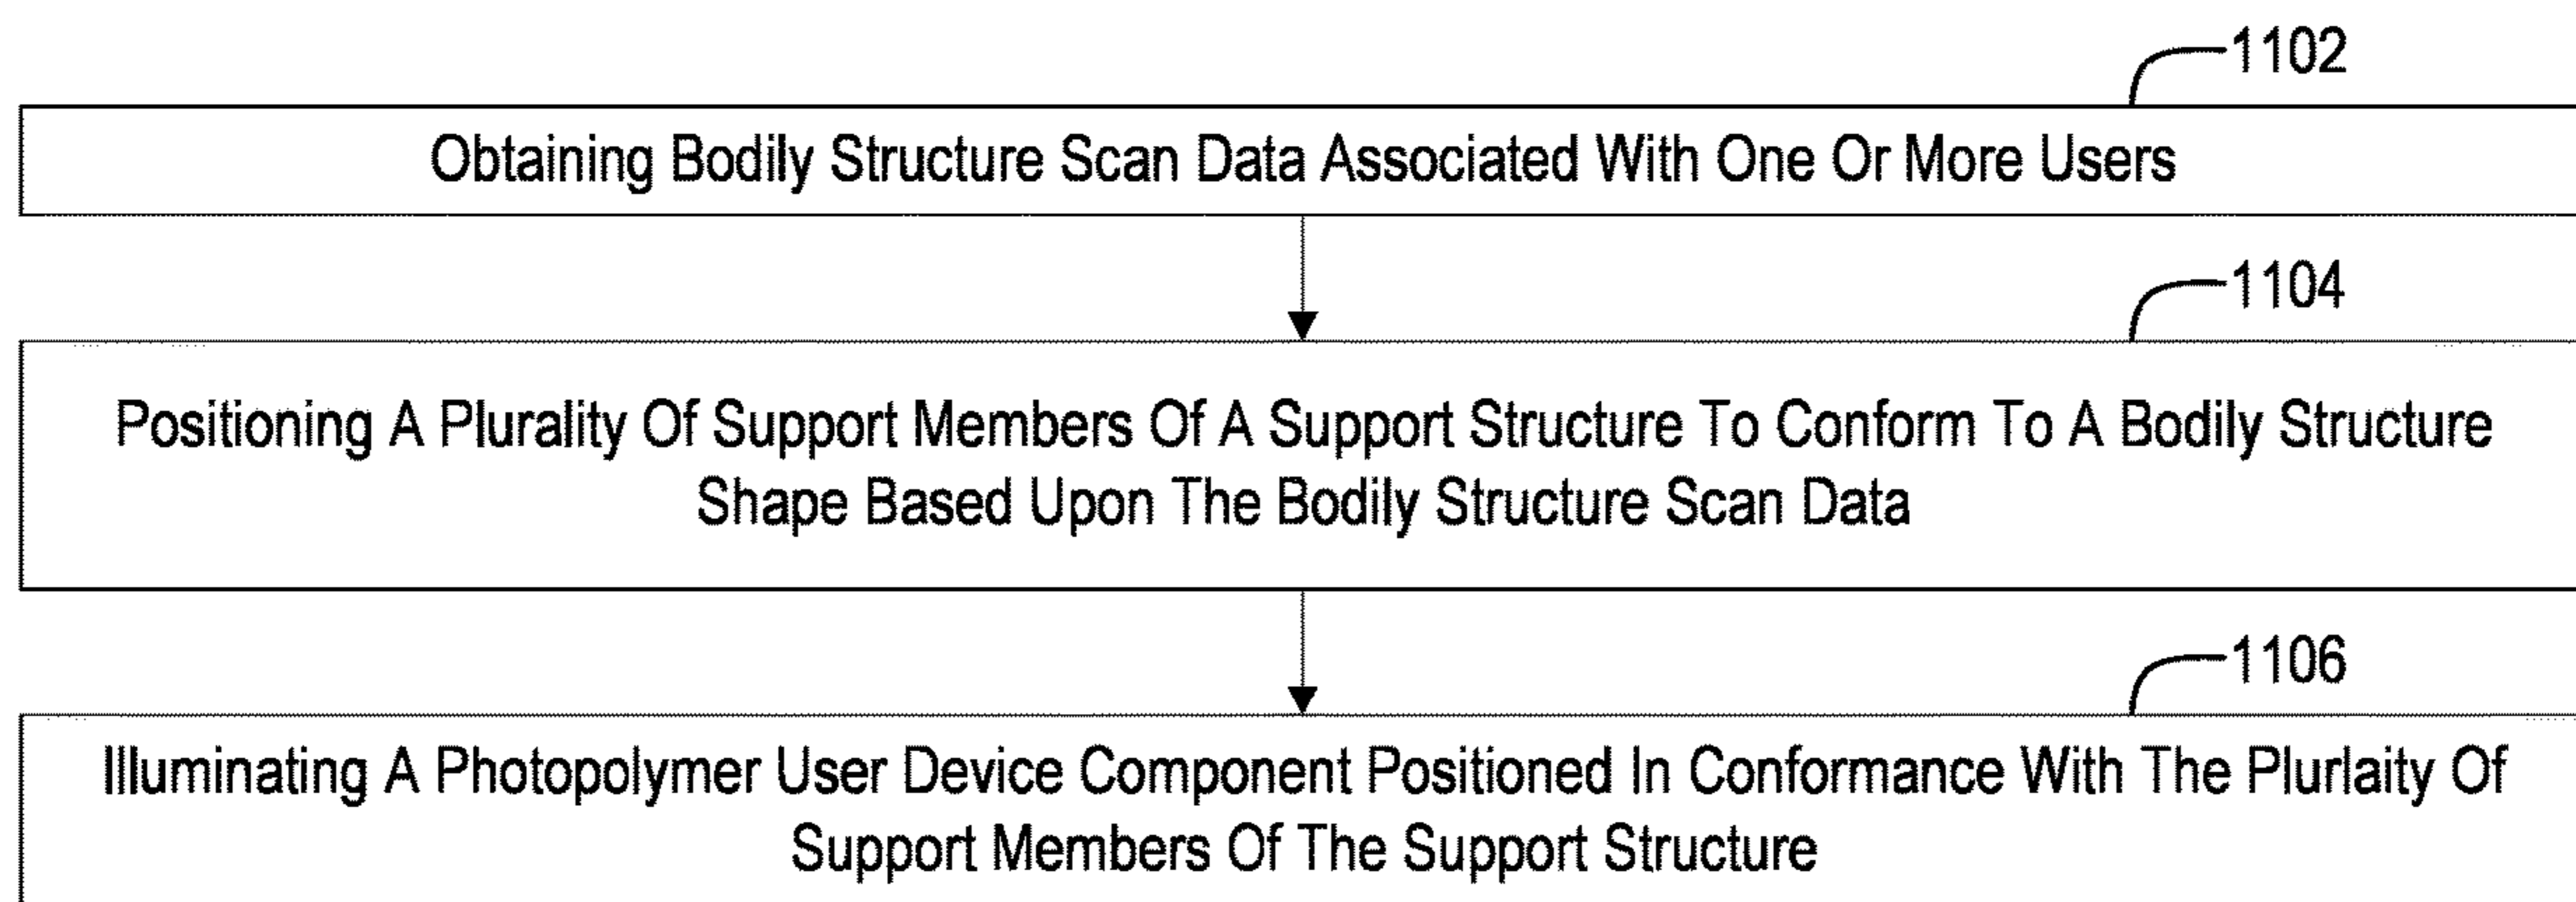 1102
Obtaining Bodily Structure Scan Data Associated With One Or More Users
1104
Positioning A Plurality Of Support Members Of A Support Structure To Conform To A Bodily Structure
Shape Based Upon The Bodily Structure Scan Data
1106
Illuminating A Photopolymer User Device Component Positioned In Conformance With The Plurlaity Of
Support Members Of The Support Structure